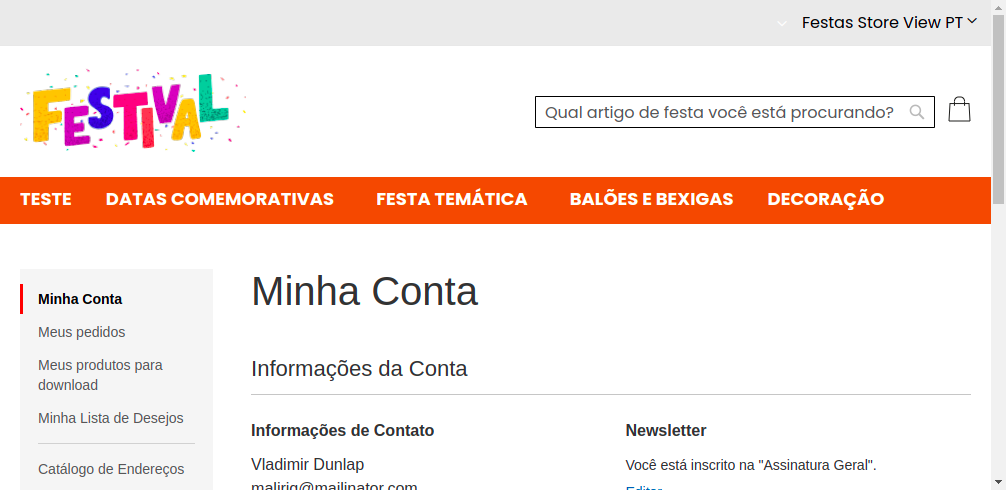 Festas Store View PT
FESTIVAL
Qual artigo de festa você está procurando?
TESTE DATAS COMEMORATIVAS FESTA TEMÁTICA BALÕES E BEXIGAS DECORAÇÃO
Minha Conta
Meus pedidos
Meus produtos para
download
Minha Lista de Desejos
Catálogo de Endereços
Minha Conta
Informações da Conta
Informações de Contato
Vladimir Dunlap
malirig@mailinator.com
Newsletter
Você está inscrito na "Assinatura Geral".
Editar